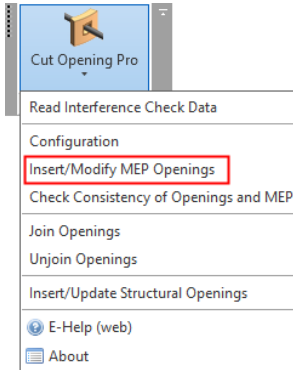 Cut Opening Pro
Read Interference Check Data
Configuration
Insert/Modify MEP Openings
Check Consistency of Openings and MEP
Join Openings
Unjoin Openings
Insert/Update Structural Openings
E-Help (web)
About